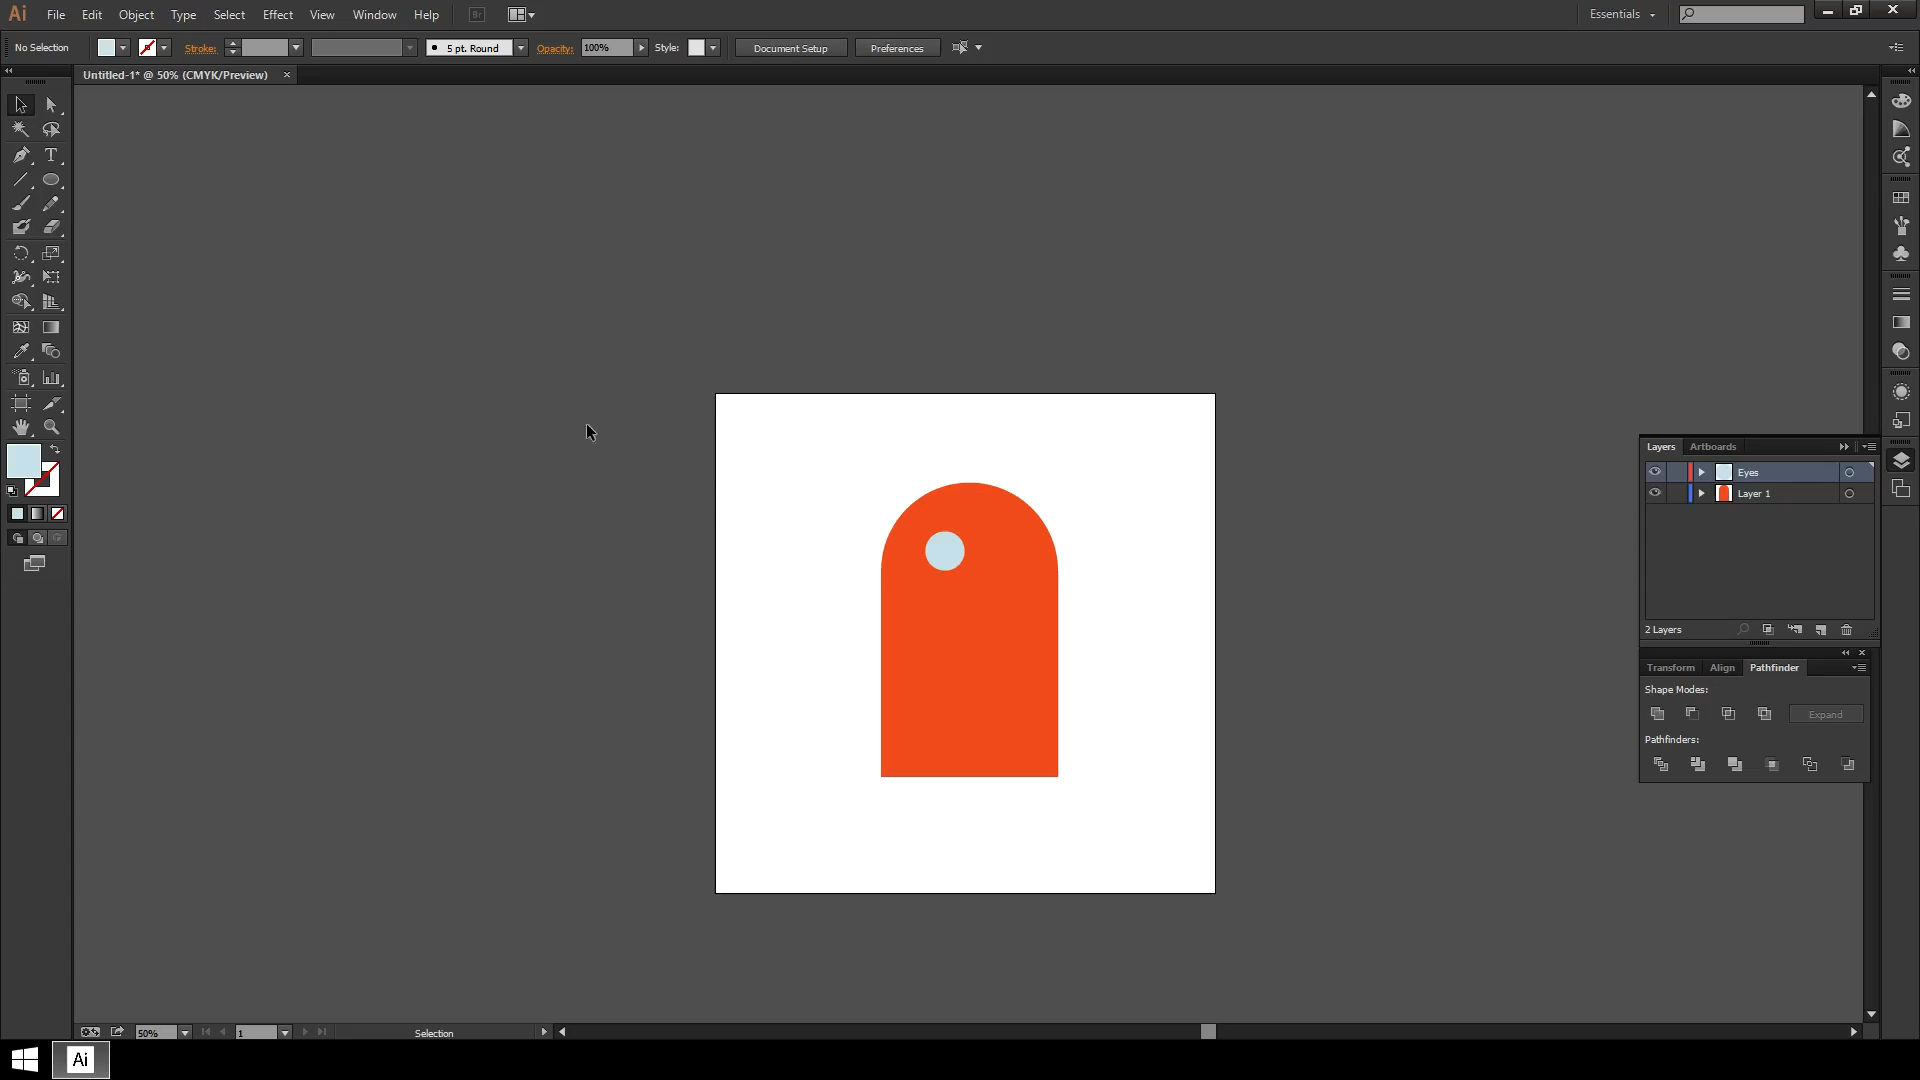 Ai File Edit Object Type Select Effect View Window Help Br Essentials
No Selection Stroke: 5 pt. Round Opacity: 100% Style: Document Setup Preferences
Untitled-1* @ 50% (CMYK/Preview)
T
Layers Artboards
Eyes
Layer 1
2 Layers
Transform Align Pathfinder
Shape Modes:
Expand
Pathfinders:
50% 1 Selection
Ai